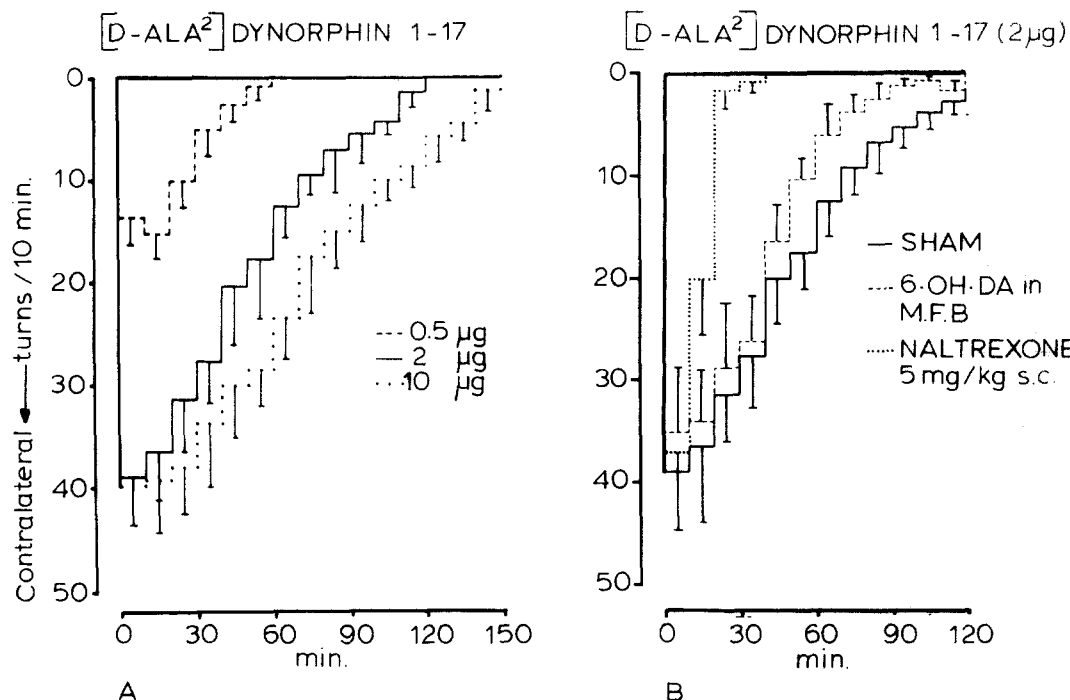 [D-ALA²] DYNORPHIN 1-17
0
10
20
30
40
50
Contralateral ← turns /10 min.
0.5 µg
2 µg
10 µg
0 30 60 90 120 150
min.
A
[D-ALA²] DYNORPHIN 1-17 (2µg)
0
10
20
30
40
50
SHAM
6·OH·DA in
M.F.B
NALTREXONE
5mg/kg s.c.
0 30 60 90 120
min.
B